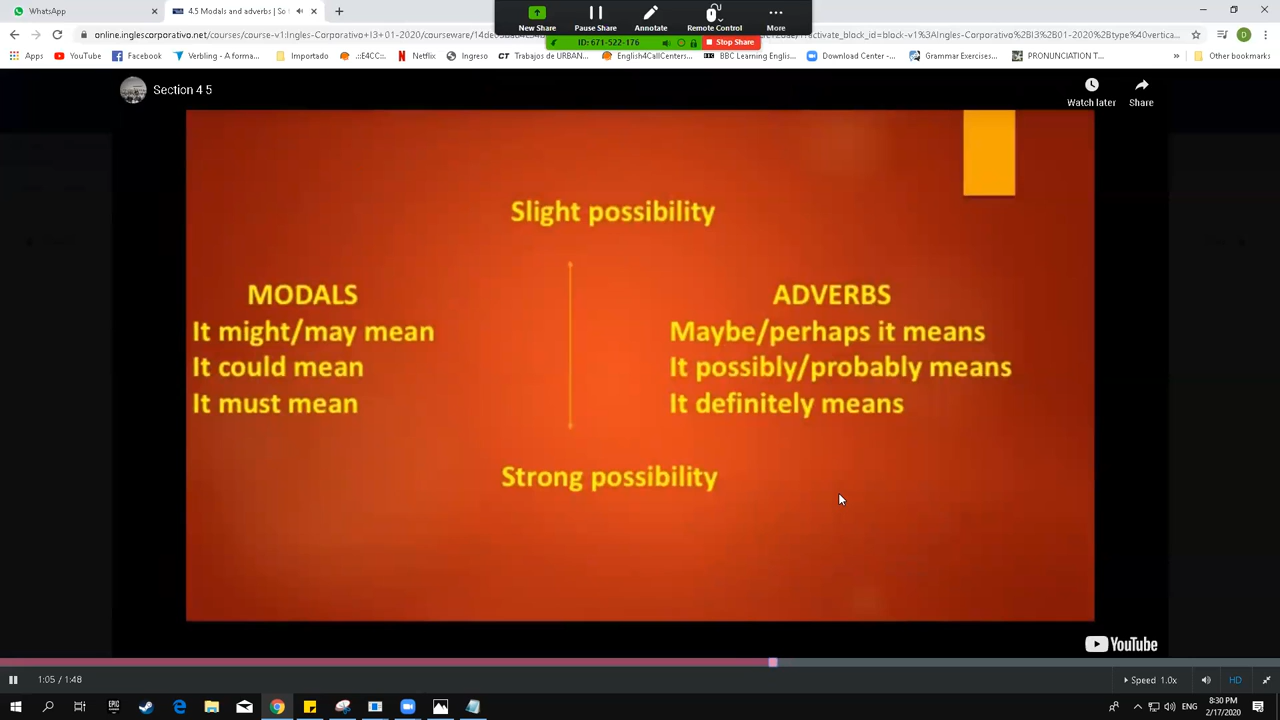 WhatsApp
4.5 Modals and adverbs | So
New Share
Pause Share
Annotate
Remote Control
More
ID: 671-522-176
Stop Share
Apps
YouTube
Facebook
Verbling - A forma...
Importado
.::E4CC::.
Netflix
Ingreso
CT Trabajos de URBAN...
English4CallCenters...
BBC Learning Englis...
Download Center -...
Grammar Exercises...
PRONUNCIATION T...
»
Other bookmarks
Section 4 5
Watch later
Share
Slight possibility
MODALS
It might/may mean
It could mean
It must mean
ADVERBS
Maybe/perhaps it means
It possibly/probably means
It definitely means
Strong possibility
YouTube
1:05 / 1:48
Speed 1.0x
HD
8:30 PM
2/17/2020